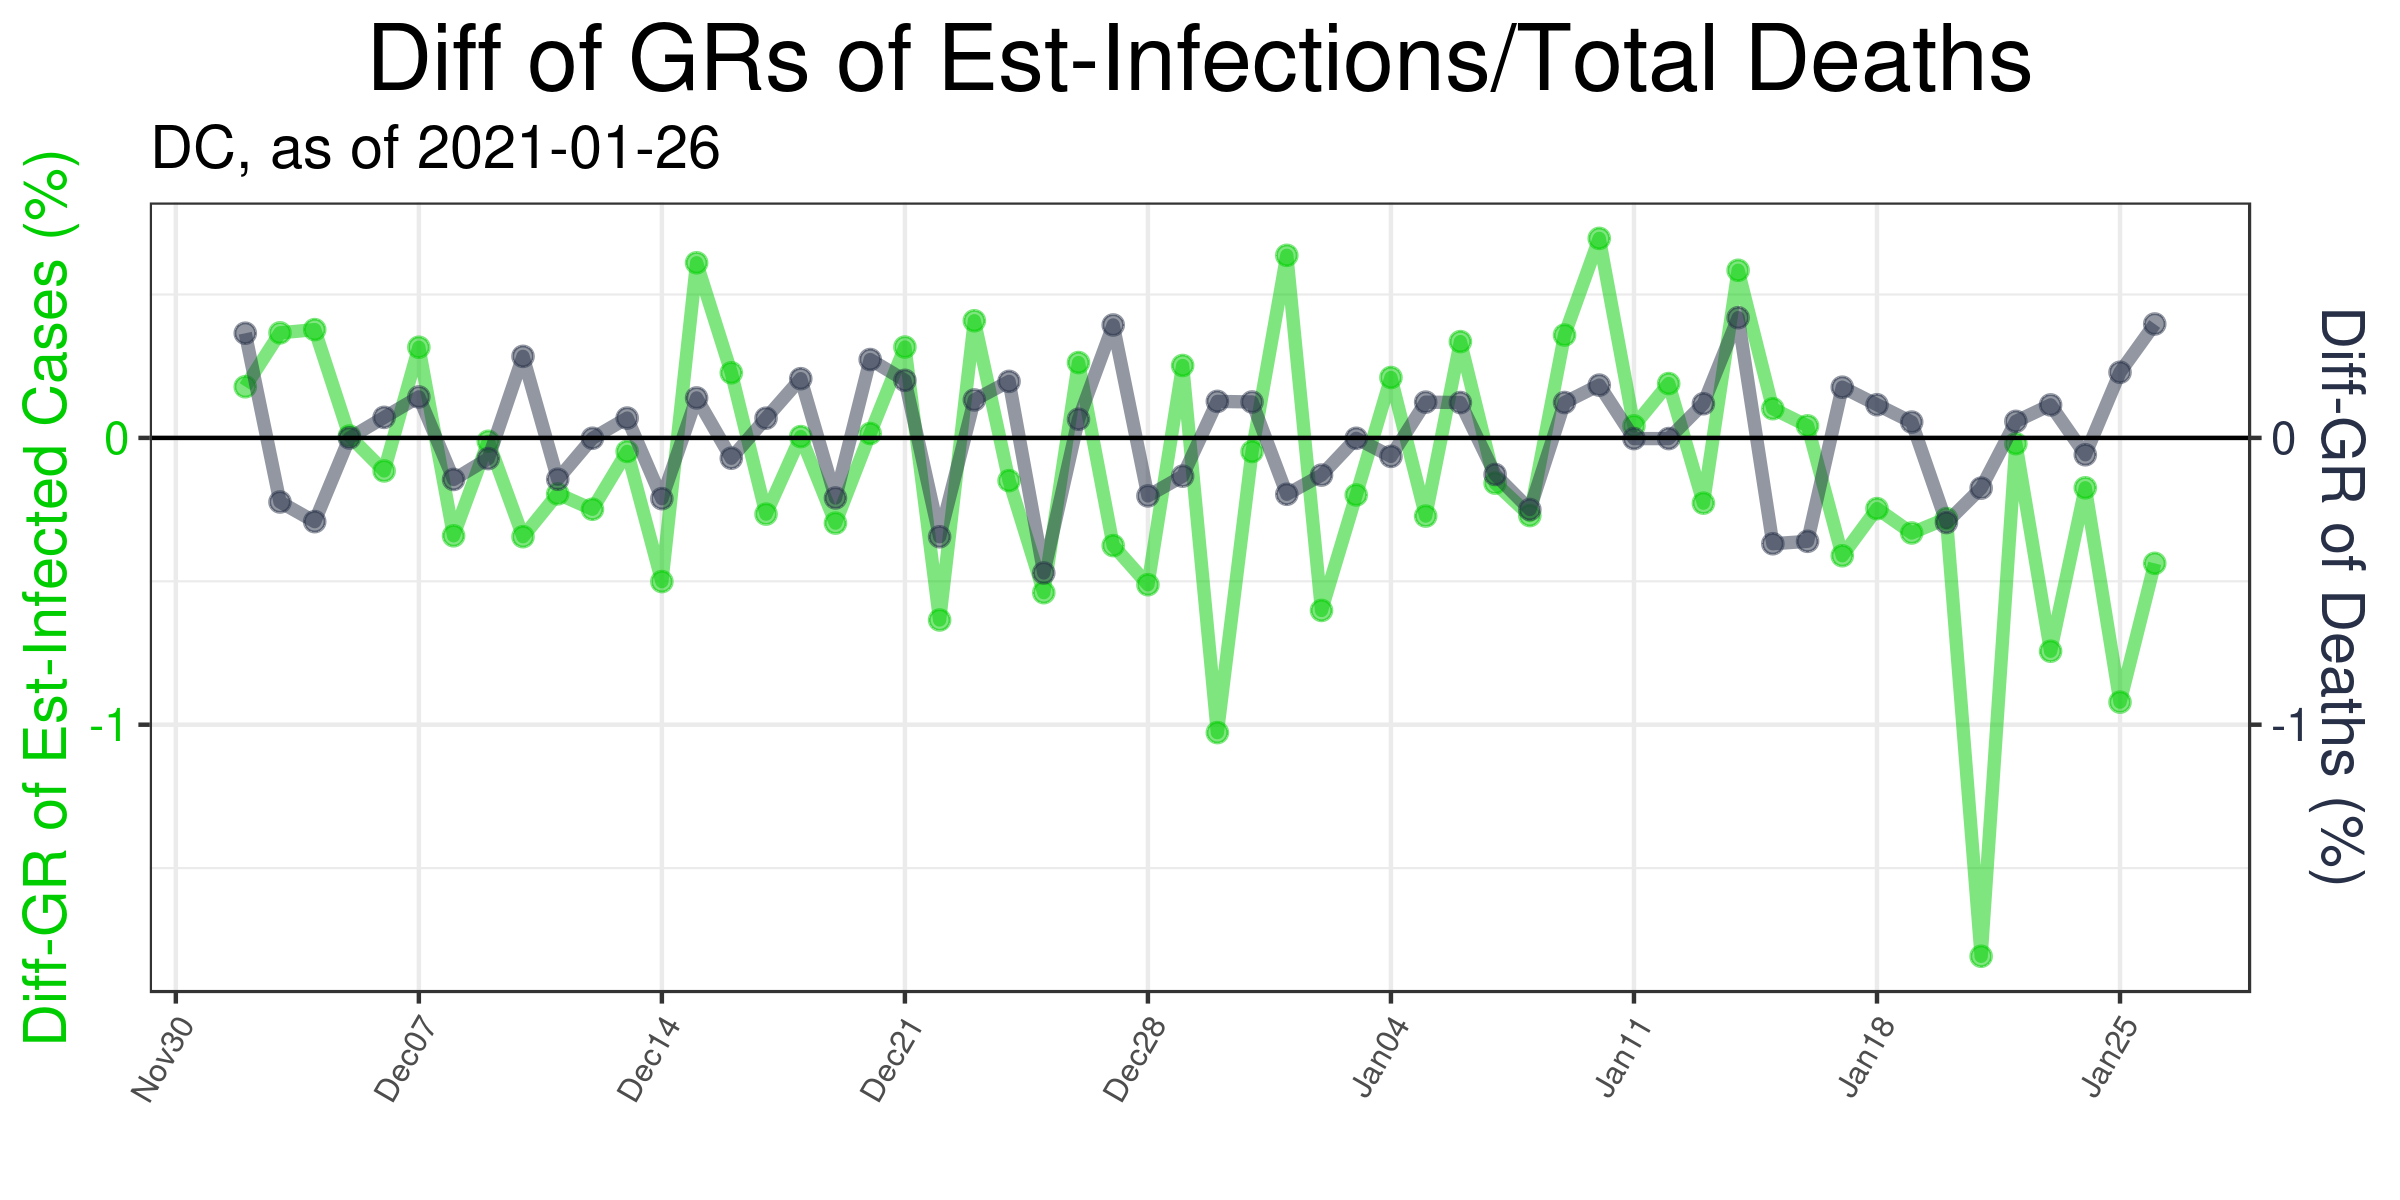 Diff of GRs of Est-Infections/Total Deaths
DC, as of 2021-01-26
Diff-GR of Est-Infected Cases (%)
0
-1
0
-1
Diff-GR of Deaths (%)
Nov30
Dec07
Dec14
Dec21
Dec28
Jan04
Jan11
Jan18
Jan25